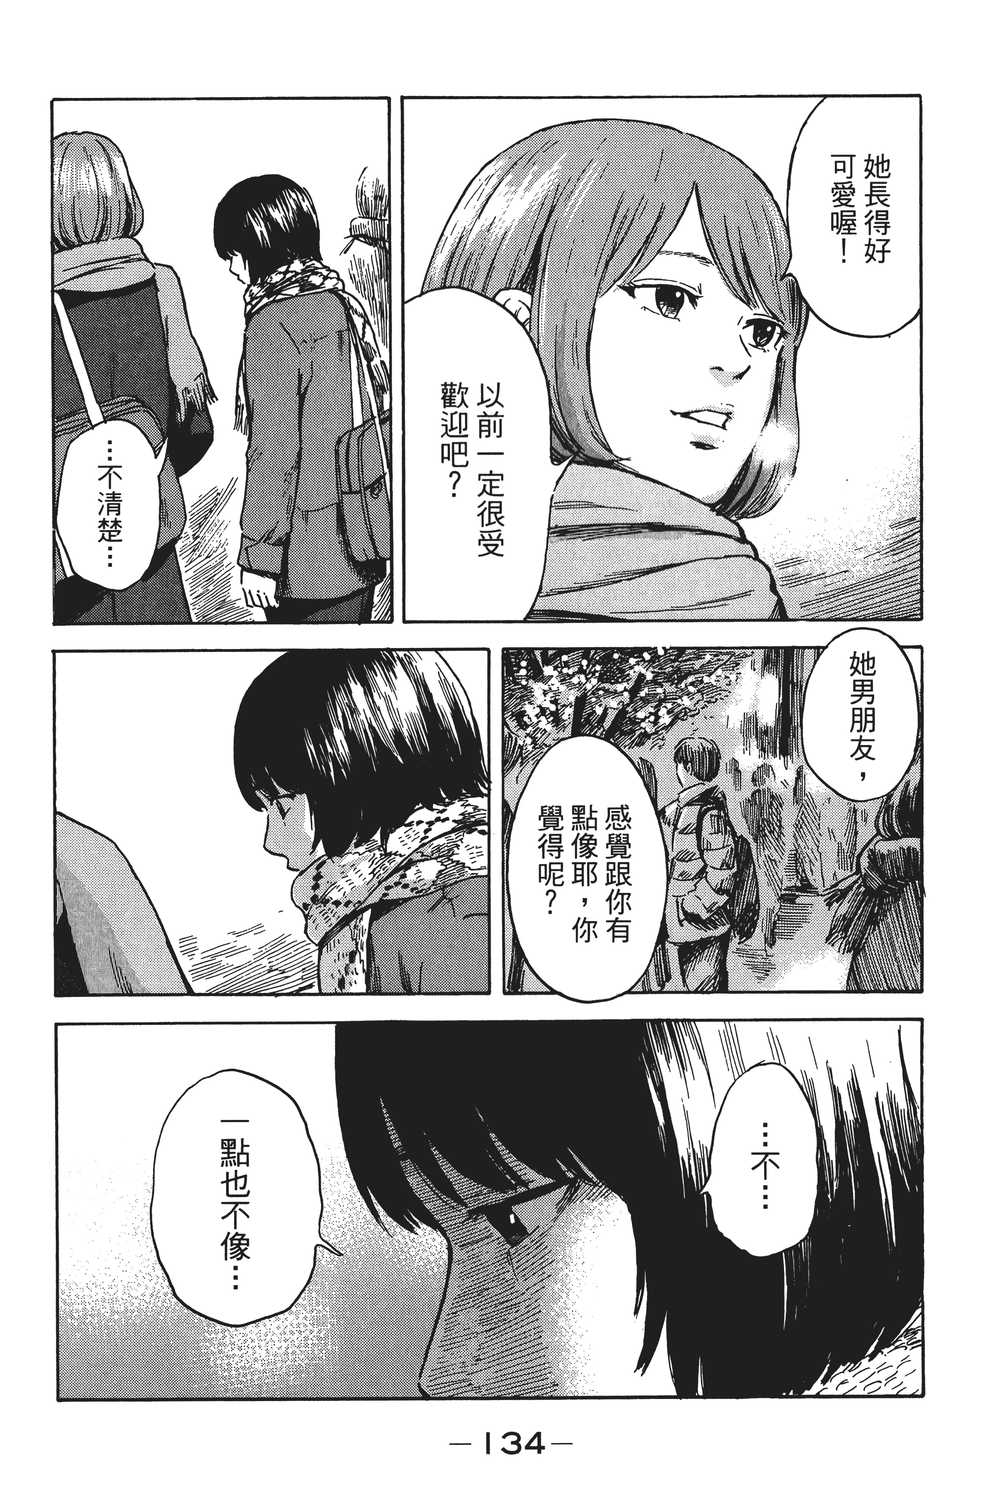 她長得好
可愛喔！
以前一定很受
歡迎吧？
…不清楚…
她男朋友，
感覺跟你有
點像耶，你
覺得呢？
…不…
一點也不像…
—134—